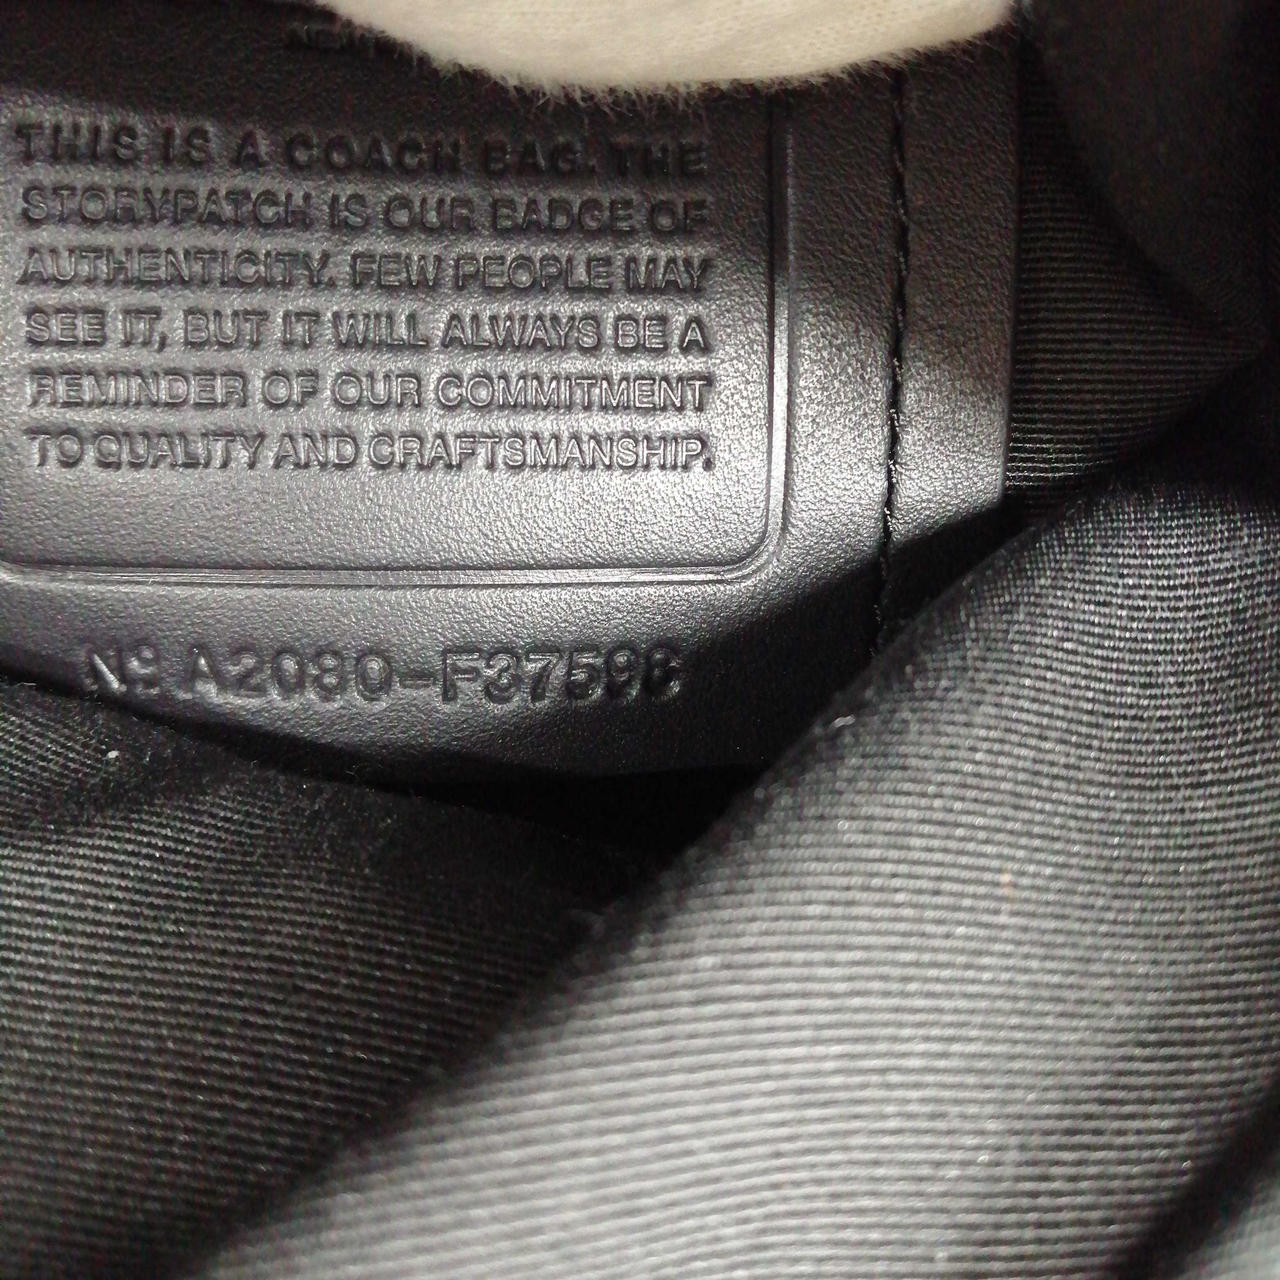 THIS IS A COACH BAG. THE
STORYPATCH IS OUR BADGE OF
AUTHENTICITY. FEW PEOPLE MAY
SEE IT, BUT IT WILL ALWAYS BE A
REMINDER OF OUR COMMITMENT
TO QUALITY AND CRAFTSMANSHIP.
Nº A2080-F37598